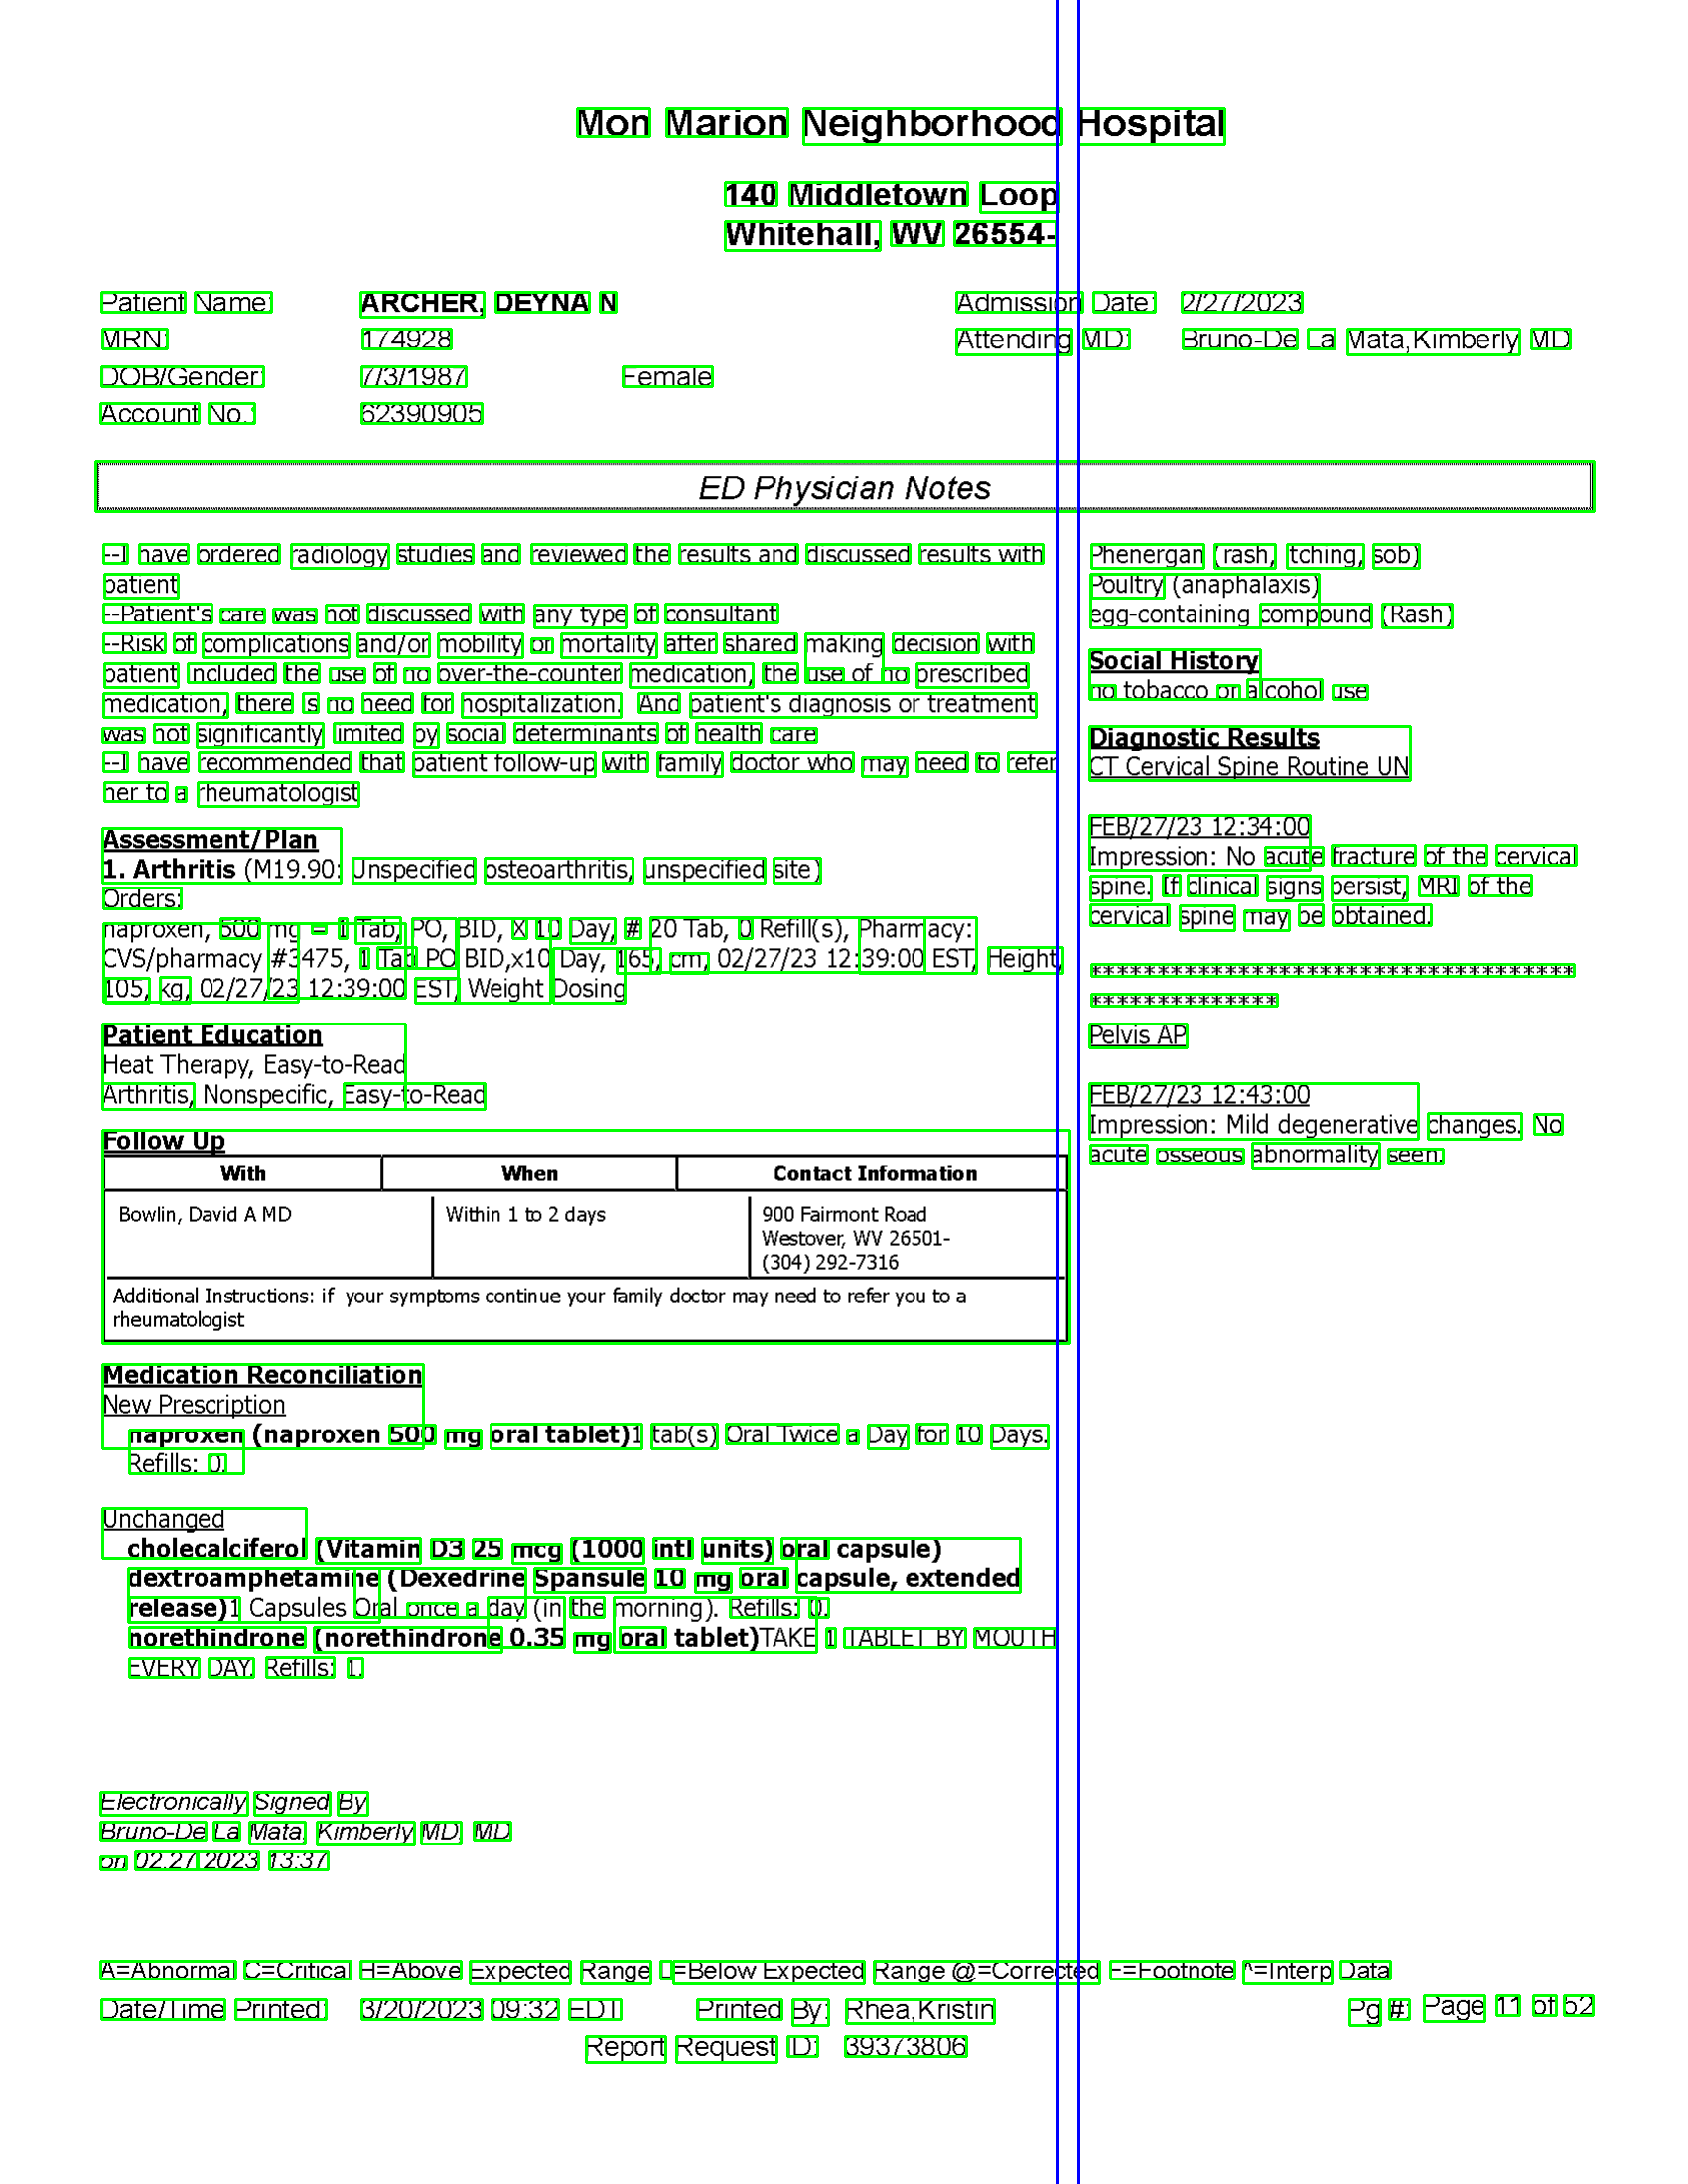 Mon Marion Neighborhood Hospital
140 Middletown Loop
Whitehall, WV 26554-
Patient Name: ARCHER, DEYNA N
MRN: 174928
DOB/Gender: 7/3/1987 Female
Account No.: 62390905
Admission Date: 2/27/2023
Attending MD: Bruno-De La Mata,Kimberly MD
ED Physician Notes
--I have ordered radiology studies and reviewed the results and discussed results with
patient
--Patient's care was not discussed with any type of consultant
--Risk of complications and/or mobility or mortality after shared making decision with
patient included the use of no over-the-counter medication, the use of no prescribed
medication, there is no need for hospitalization. And patient's diagnosis or treatment
was not significantly limited by social determinants of health care
--I have recommended that patient follow-up with family doctor who may need to refer
her to a rheumatologist
Assessment/Plan
1. Arthritis (M19.90: Unspecified osteoarthritis, unspecified site)
Orders:
naproxen, 500 mg = 1 Tab, PO, BID, X 10 Day, # 20 Tab, 0 Refill(s), Pharmacy:
CVS/pharmacy #3475, 1 Tab PO BID,x10 Day, 165, cm, 02/27/23 12:39:00 EST, Height,
105, kg, 02/27/23 12:39:00 EST, Weight Dosing
Patient Education
Heat Therapy, Easy-to-Read
Arthritis, Nonspecific, Easy-to-Read
Follow Up
With When Contact Information
Bowlin, David A MD Within 1 to 2 days 900 Fairmont Road
Westover, WV 26501-
(304) 292-7316
Additional Instructions: if your symptoms continue your family doctor may need to refer you to a
rheumatologist
Medication Reconciliation
New Prescription
naproxen (naproxen 500 mg oral tablet)1 tab(s) Oral Twice a Day for 10 Days.
Refills: 0.
Unchanged
cholecalciferol (Vitamin D3 25 mcg (1000 intl units) oral capsule)
dextroamphetamine (Dexedrine Spansule 10 mg oral capsule, extended
release)1 Capsules Oral once a day (in the morning). Refills: 0.
norethindrone (norethindrone 0.35 mg oral tablet)TAKE 1 TABLET BY MOUTH
EVERY DAY. Refills: 1.
Phenergan (rash, itching, sob)
Poultry (anaphalaxis)
egg-containing compound (Rash)
Social History
no tobacco or alcohol use
Diagnostic Results
CT Cervical Spine Routine UN
FEB/27/23 12:34:00
Impression: No acute fracture of the cervical
spine. If clinical signs persist, MRI of the
cervical spine may be obtained.
**********************************
*************
Pelvis AP
FEB/27/23 12:43:00
Impression: Mild degenerative changes. No
acute osseous abnormality seen.
Electronically Signed By
Bruno-De La Mata, Kimberly MD, MD
on 02.27.2023 13:37
A=Abnormal C=Critical H=Above Expected Range L=Below Expected Range @=Corrected F=Footnote ^=Interp Data
Date/Time Printed: 3/20/2023 09:32 EDT Printed By: Rhea,Kristin Pg #: Page 11 of 52
Report Request ID: 39373806